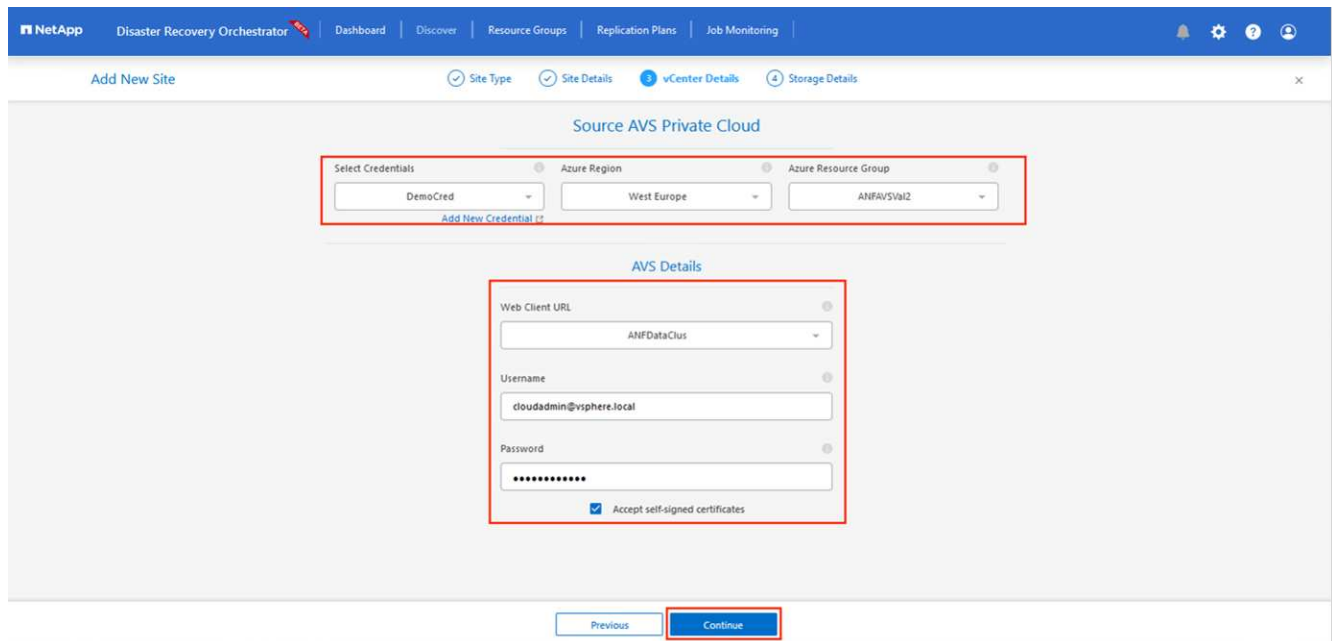 NetApp Disaster Recovery Orchestrator BETA Dashboard Discover Resource Groups Replication Plans Job Monitoring
Add New Site Site Type Site Details 3 vCenter Details 4 Storage Details
Source AVS Private Cloud
Select Credentials Azure Region Azure Resource Group
DemoCred West Europe ANFAVSVal2
Add New Credential
AVS Details
Web Client URL
ANFDataClus
Username
cloudadmin@vsphere.local
Password
••••••••••••
Accept self-signed certificates
Previous Continue